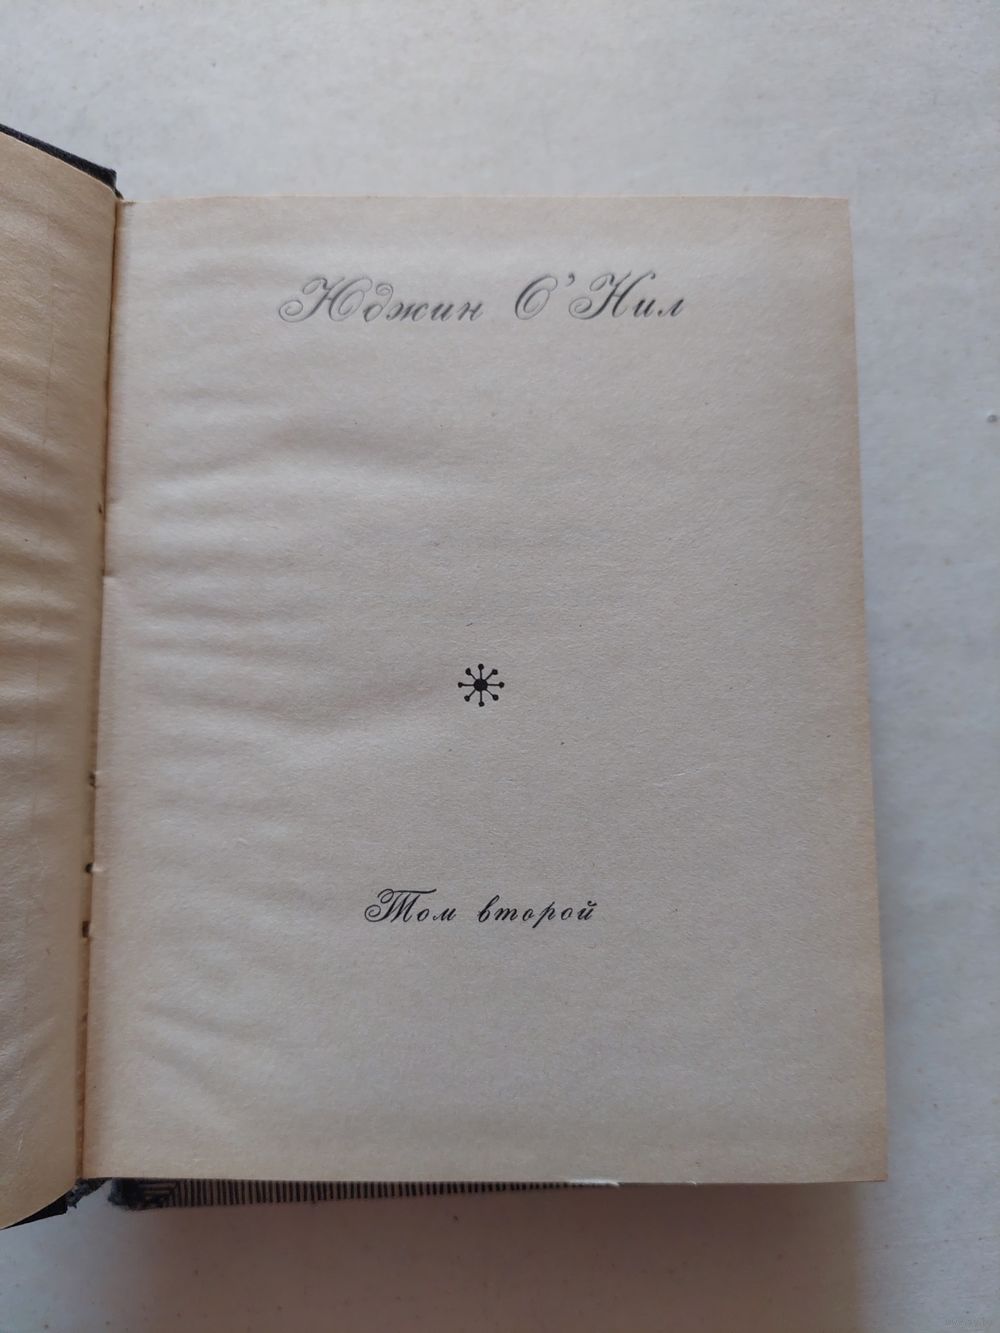 Юджин О’Нил
Том второй